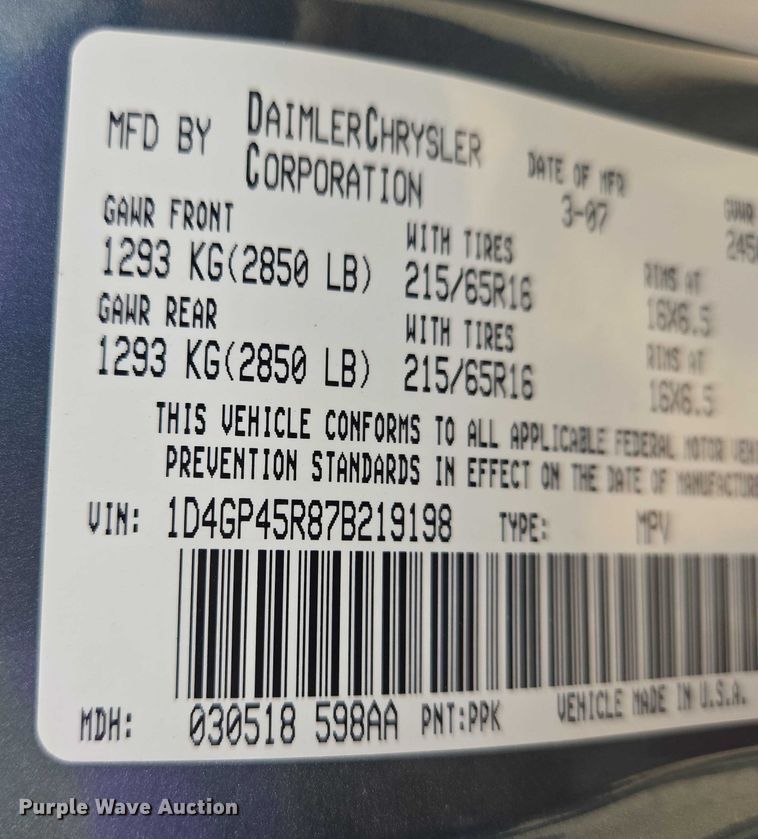 MFD BY DAIMLERCHRYSLER CORPORATION
DATE OF MFR
3-07
GVWR
GAWR FRONT
1293 KG(2850 LB)
WITH TIRES
215/65R16
RIMS AT
16X6.5
GAWR REAR
1293 KG(2850 LB)
WITH TIRES
215/65R16
RIMS AT
16X6.5
THIS VEHICLE CONFORMS TO ALL APPLICABLE FEDERAL MOTOR
PREVENTION STANDARDS IN EFFECT ON THE DATE OF
VIN: 1D4GP45R87B219198 TYPE: MPV
MDH: 030518 598AA PNT:PPK VEHICLE MADE IN U.S.A.
Purple Wave Auction